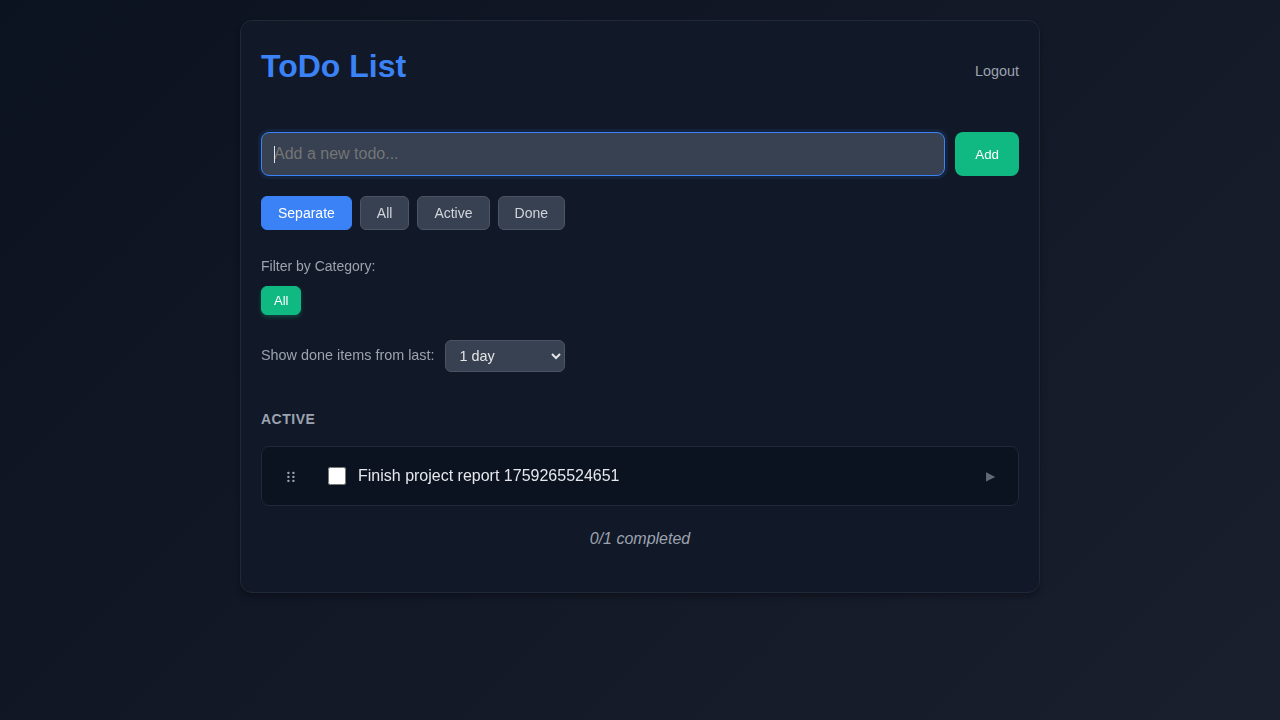 ToDo List
Logout
Add a new todo...
Add
Separate All Active Done
Filter by Category:
All
Show done items from last: 1 day
ACTIVE
Finish project report 1759265524651
0/1 completed